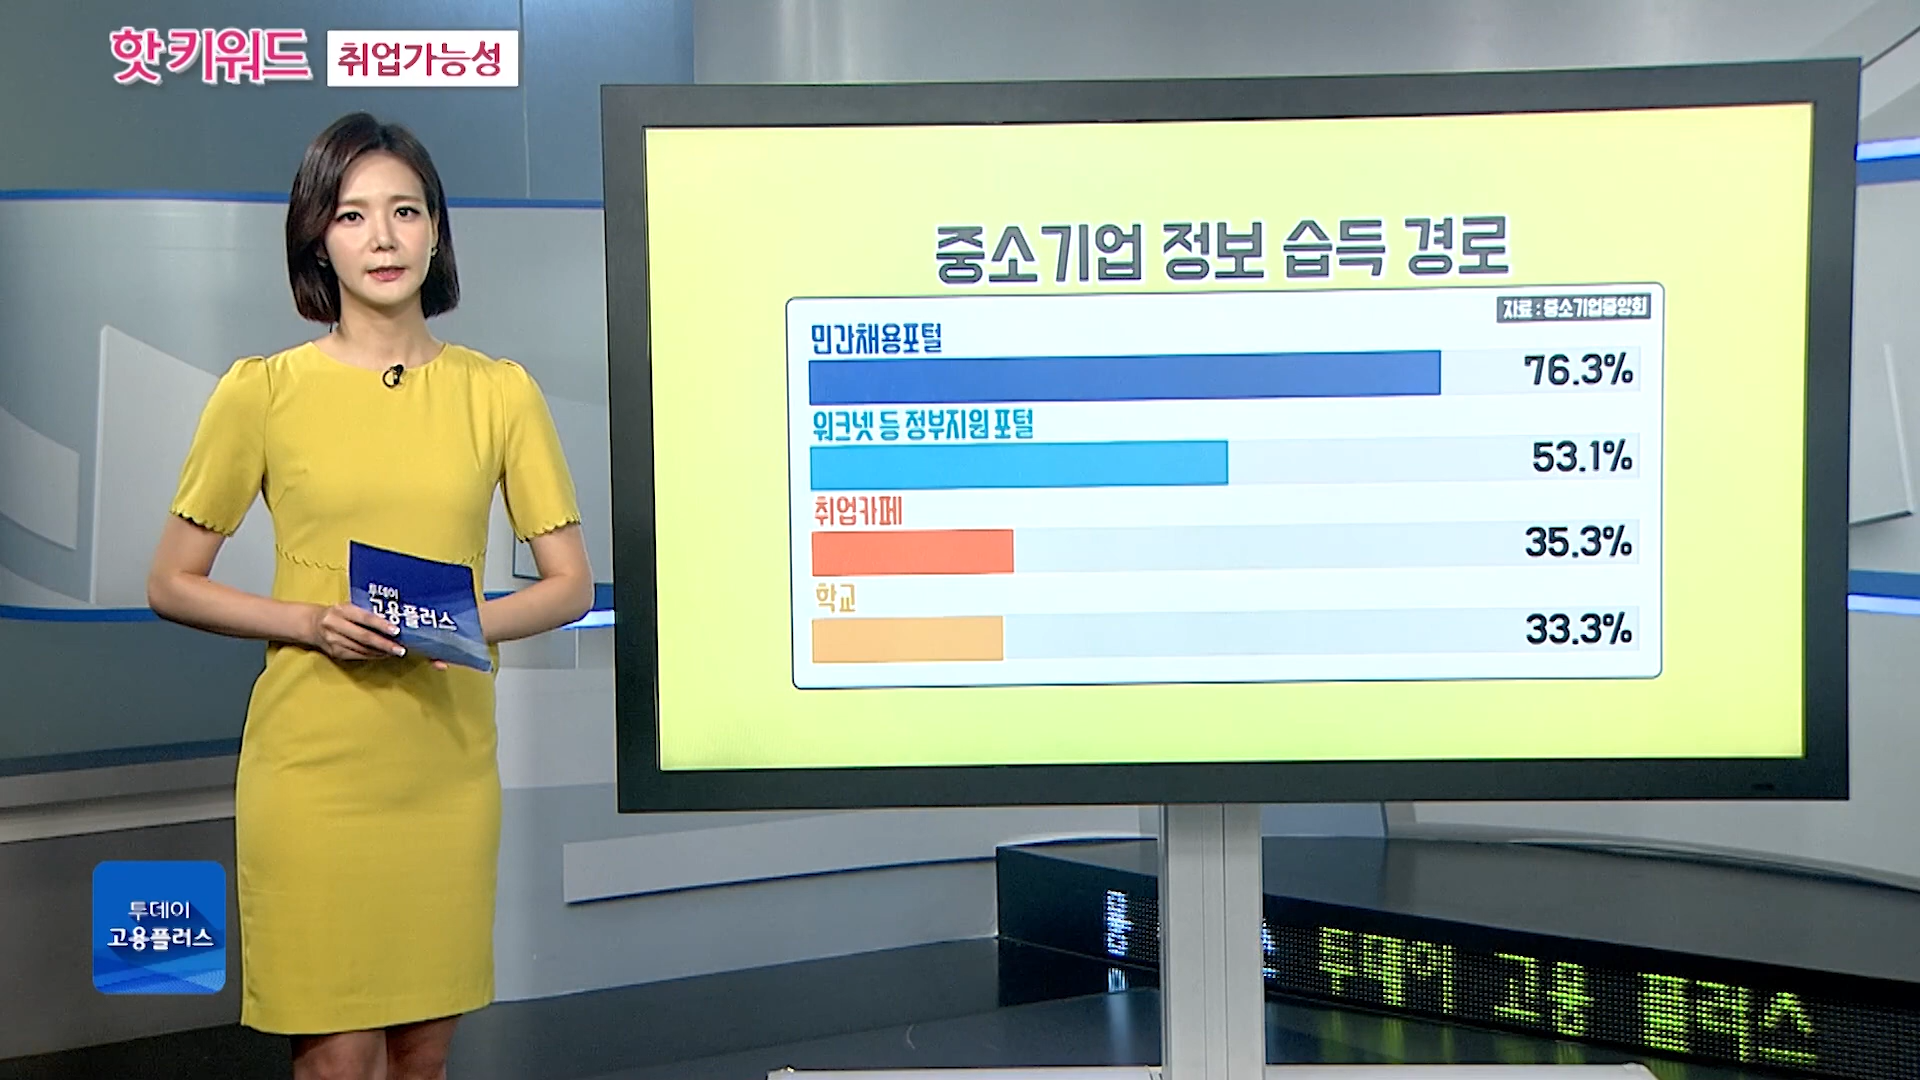 핫키워드 취업가능성
중소기업 정보 습득 경로
자료 : 중소기업중앙회
민간채용포털
76.3%
워크넷 등 정부지원 포털
53.1%
취업카페
35.3%
학교
33.3%
투데이
고용플러스
투데이
고용플러스
투데이 고용 플러스